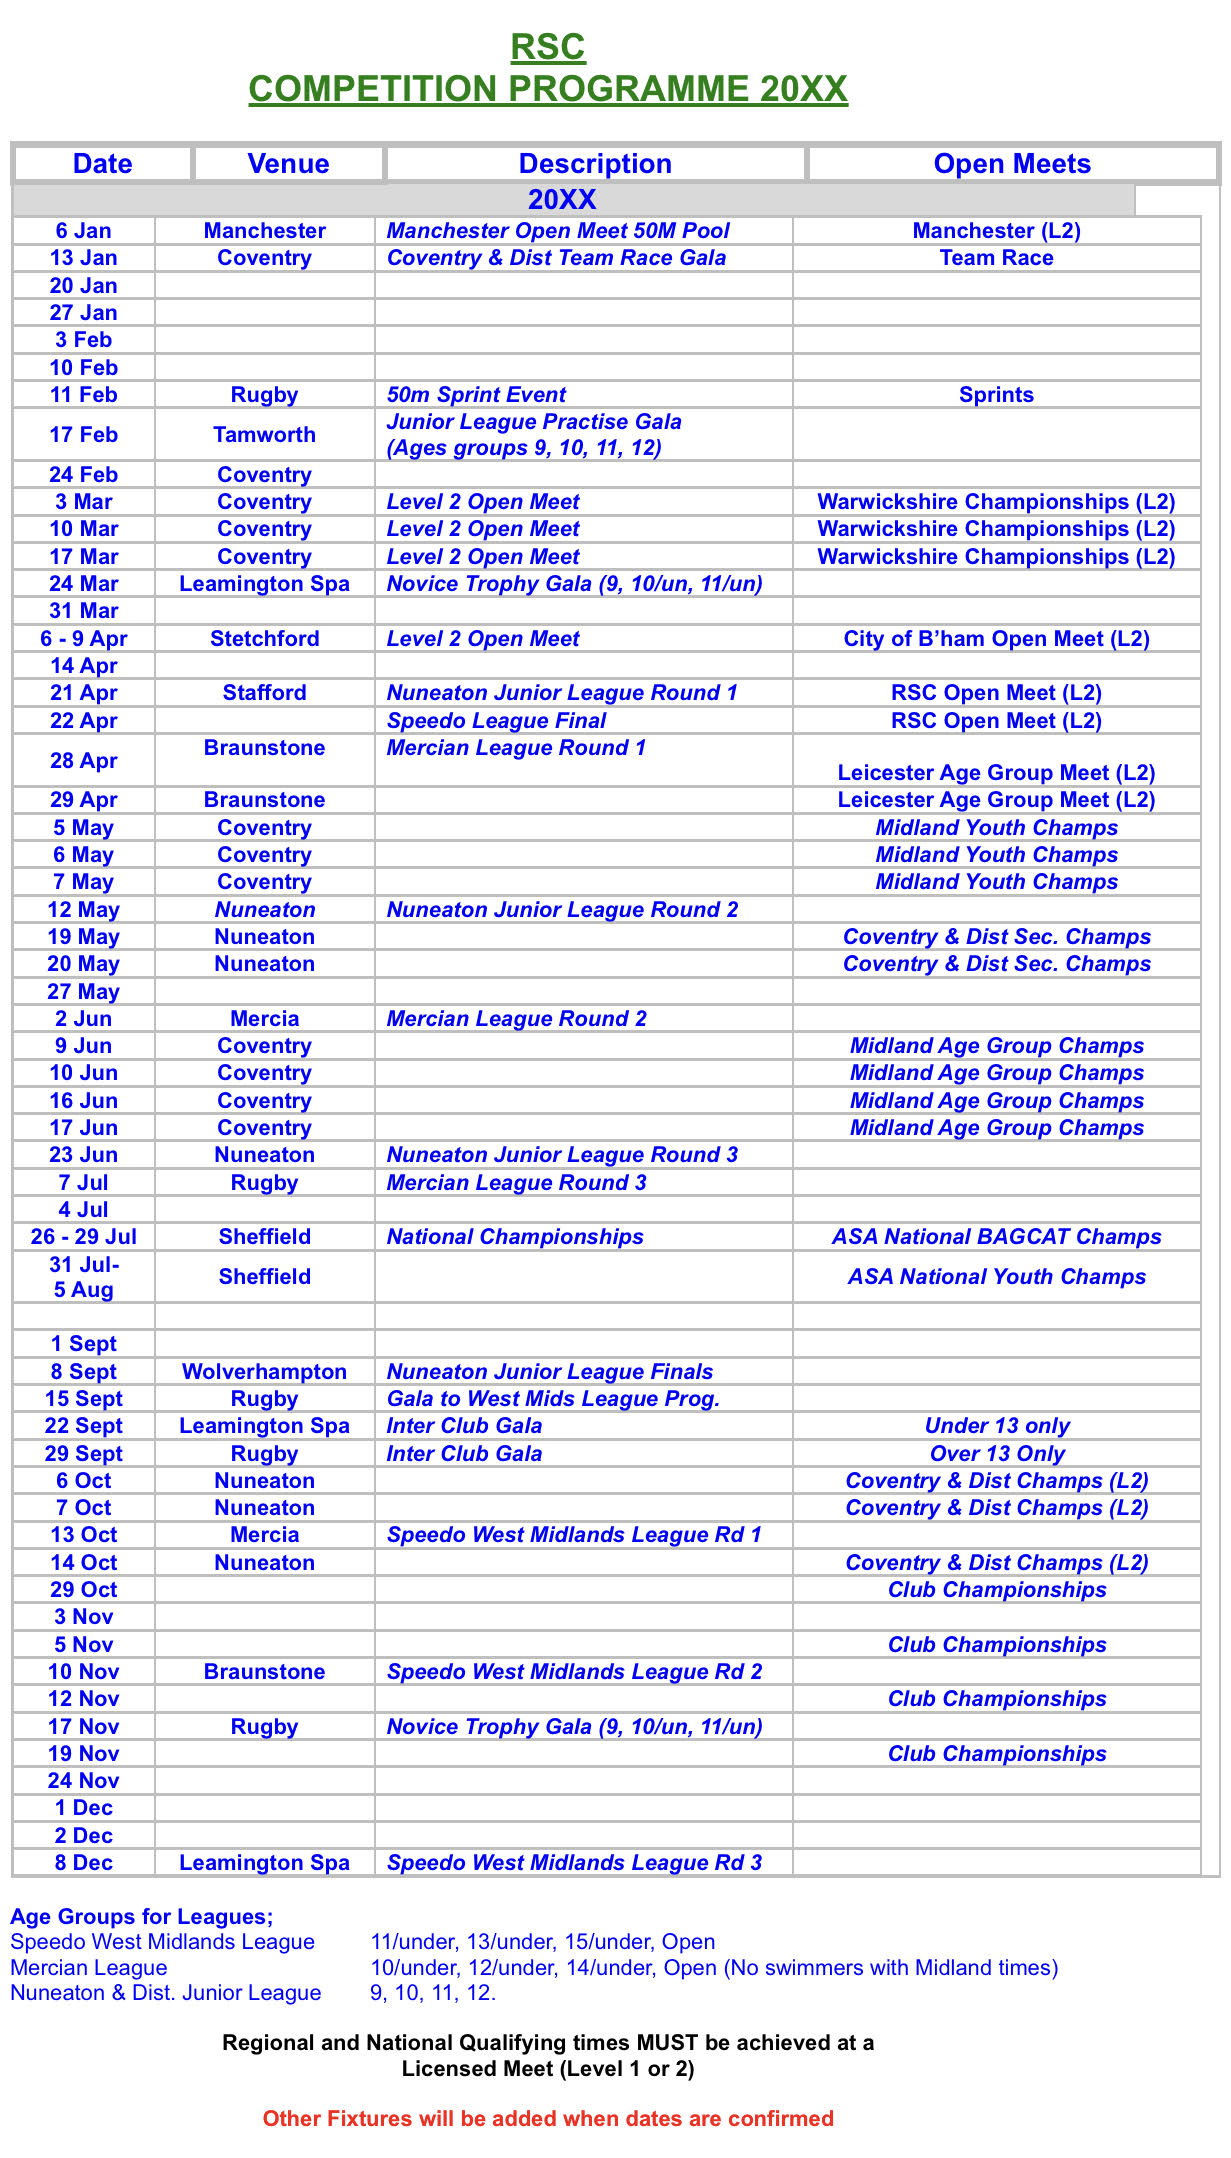 RSC
COMPETITION PROGRAMME 20XX
Date Venue Description Open Meets
20XX
6 Jan Manchester Manchester Open Meet 50M Pool Manchester (L2)
13 Jan Coventry Coventry & Dist Team Race Gala Team Race
20 Jan
27 Jan
3 Feb
10 Feb
11 Feb Rugby 50m Sprint Event Sprints
17 Feb Tamworth Junior League Practise Gala
(Ages groups 9, 10, 11, 12)
24 Feb Coventry
3 Mar Coventry Level 2 Open Meet Warwickshire Championships (L2)
10 Mar Coventry Level 2 Open Meet Warwickshire Championships (L2)
17 Mar Coventry Level 2 Open Meet Warwickshire Championships (L2)
24 Mar Leamington Spa Novice Trophy Gala (9, 10/un, 11/un)
31 Mar
6 - 9 Apr Stetchford Level 2 Open Meet City of B’ham Open Meet (L2)
14 Apr
21 Apr Stafford Nuneaton Junior League Round 1 RSC Open Meet (L2)
22 Apr Speedo League Final RSC Open Meet (L2)
28 Apr Braunstone Mercian League Round 1
Leicester Age Group Meet (L2)
29 Apr Braunstone Leicester Age Group Meet (L2)
5 May Coventry Midland Youth Champs
6 May Coventry Midland Youth Champs
7 May Coventry Midland Youth Champs
12 May Nuneaton Nuneaton Junior League Round 2
19 May Nuneaton Coventry & Dist Sec. Champs
20 May Nuneaton Coventry & Dist Sec. Champs
27 May
2 Jun Mercia Mercian League Round 2
9 Jun Coventry Midland Age Group Champs
10 Jun Coventry Midland Age Group Champs
16 Jun Coventry Midland Age Group Champs
17 Jun Coventry Midland Age Group Champs
23 Jun Nuneaton Nuneaton Junior League Round 3
7 Jul Rugby Mercian League Round 3
4 Jul
26 - 29 Jul Sheffield National Championships ASA National BAGCAT Champs
31 Jul-
5 Aug Sheffield ASA National Youth Champs
1 Sept
8 Sept Wolverhampton Nuneaton Junior League Finals
15 Sept Rugby Gala to West Mids League Prog.
22 Sept Leamington Spa Inter Club Gala Under 13 only
29 Sept Rugby Inter Club Gala Over 13 Only
6 Oct Nuneaton Coventry & Dist Champs (L2)
7 Oct Nuneaton Coventry & Dist Champs (L2)
13 Oct Mercia Speedo West Midlands League Rd 1
14 Oct Nuneaton Coventry & Dist Champs (L2)
29 Oct Club Championships
3 Nov
5 Nov Club Championships
10 Nov Braunstone Speedo West Midlands League Rd 2
12 Nov Club Championships
17 Nov Rugby Novice Trophy Gala (9, 10/un, 11/un)
19 Nov Club Championships
24 Nov
1 Dec
2 Dec
8 Dec Leamington Spa Speedo West Midlands League Rd 3
Age Groups for Leagues;
Speedo West Midlands League 11/under, 13/under, 15/under, Open
Mercian League 10/under, 12/under, 14/under, Open (No swimmers with Midland times)
Nuneaton & Dist. Junior League 9, 10, 11, 12.
Regional and National Qualifying times MUST be achieved at a
Licensed Meet (Level 1 or 2)
Other Fixtures will be added when dates are confirmed